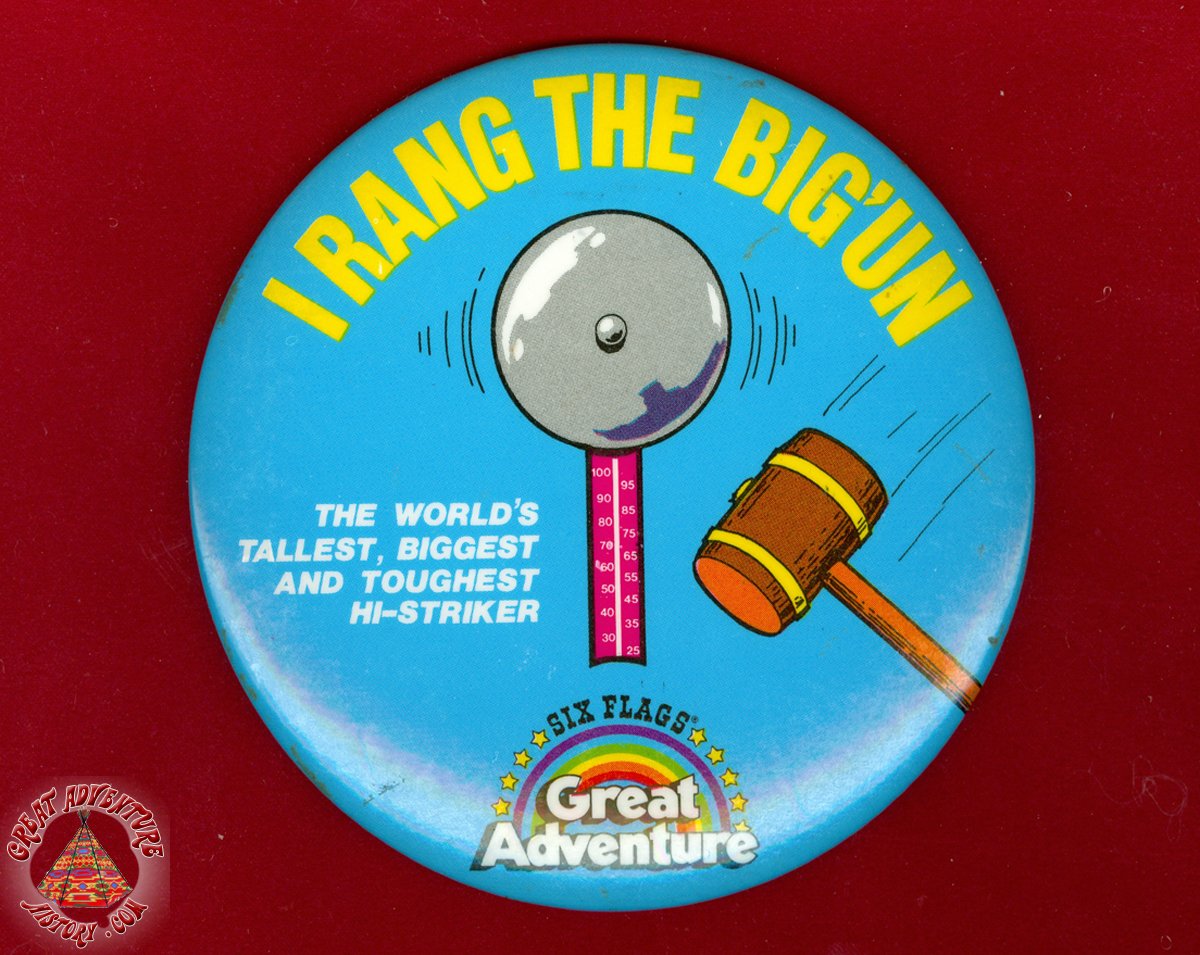 I RANG THE BIG'UN
100
95
90
85
80
75
70
65
60
55
50
45
40
35
30
25
THE WORLD'S
TALLEST, BIGGEST
AND TOUGHEST
HI-STRIKER
SIX FLAGS®
Great
Adventure
GREAT ADVENTURE
HISTORY.COM